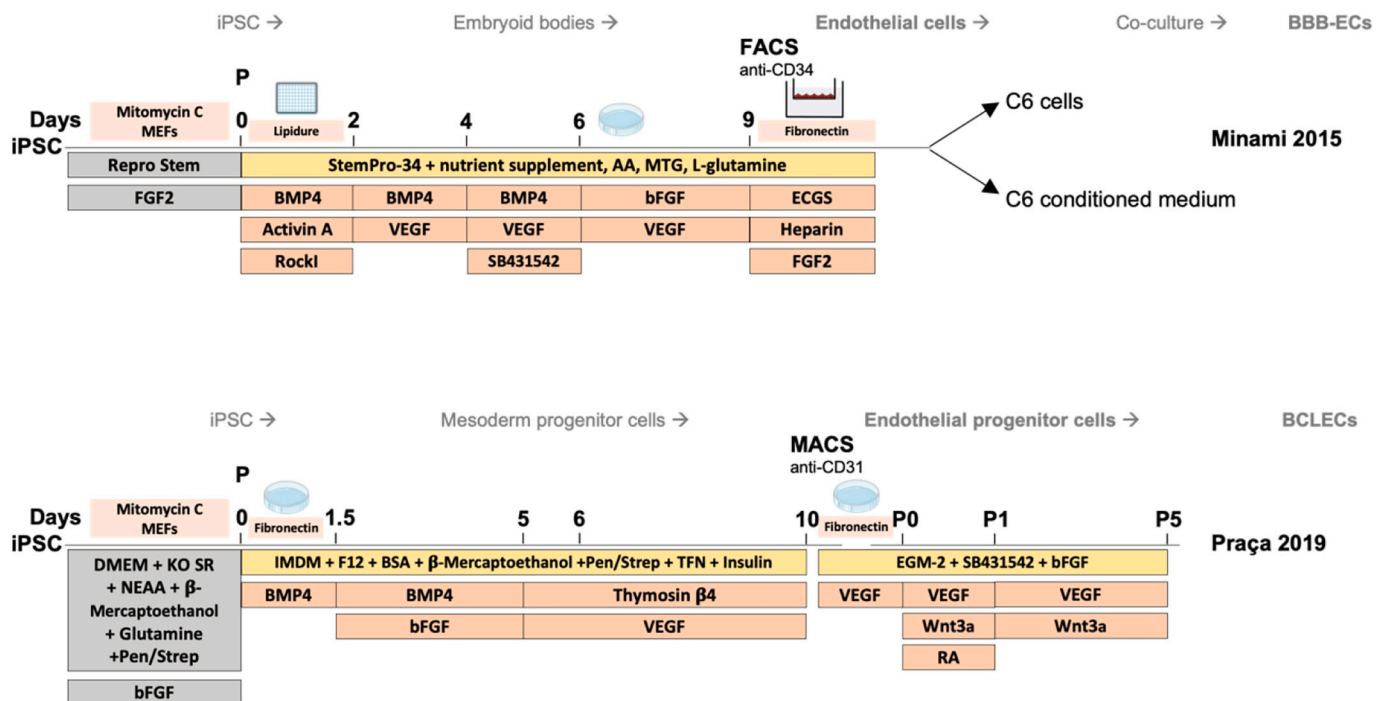 iPSC → Embryoid bodies → Endothelial cells → Co-culture → BBB-ECs
FACS
anti-CD34
P
Mitomycin C
MEFs
Days 0 Lipidure 2 4 6 9 Fibronectin
iPSC
C6 cells
Minami 2015
C6 conditioned medium
Repro Stem StemPro-34 + nutrient supplement, AA, MTG, L-glutamine
FGF2 BMP4 BMP4 BMP4 bFGF ECGS
Activin A VEGF VEGF VEGF Heparin
RockI SB431542 FGF2
iPSC → Mesoderm progenitor cells → Endothelial progenitor cells → BCLECs
MACS
anti-CD31
P
Mitomycin C
MEFs
Days 0 Fibronectin 1.5 5 6 10 Fibronectin P0 P1 P5
iPSC
Praça 2019
DMEM + KO SR
+ NEAA + β-
Mercaptoethanol
+ Glutamine
+Pen/Strep
IMDM + F12 + BSA + β-Mercaptoethanol +Pen/Strep + TFN + Insulin EGM-2 + SB431542 + bFGF
BMP4 BMP4 Thymosin β4 VEGF VEGF VEGF
bFGF VEGF Wnt3a Wnt3a
RA
bFGF